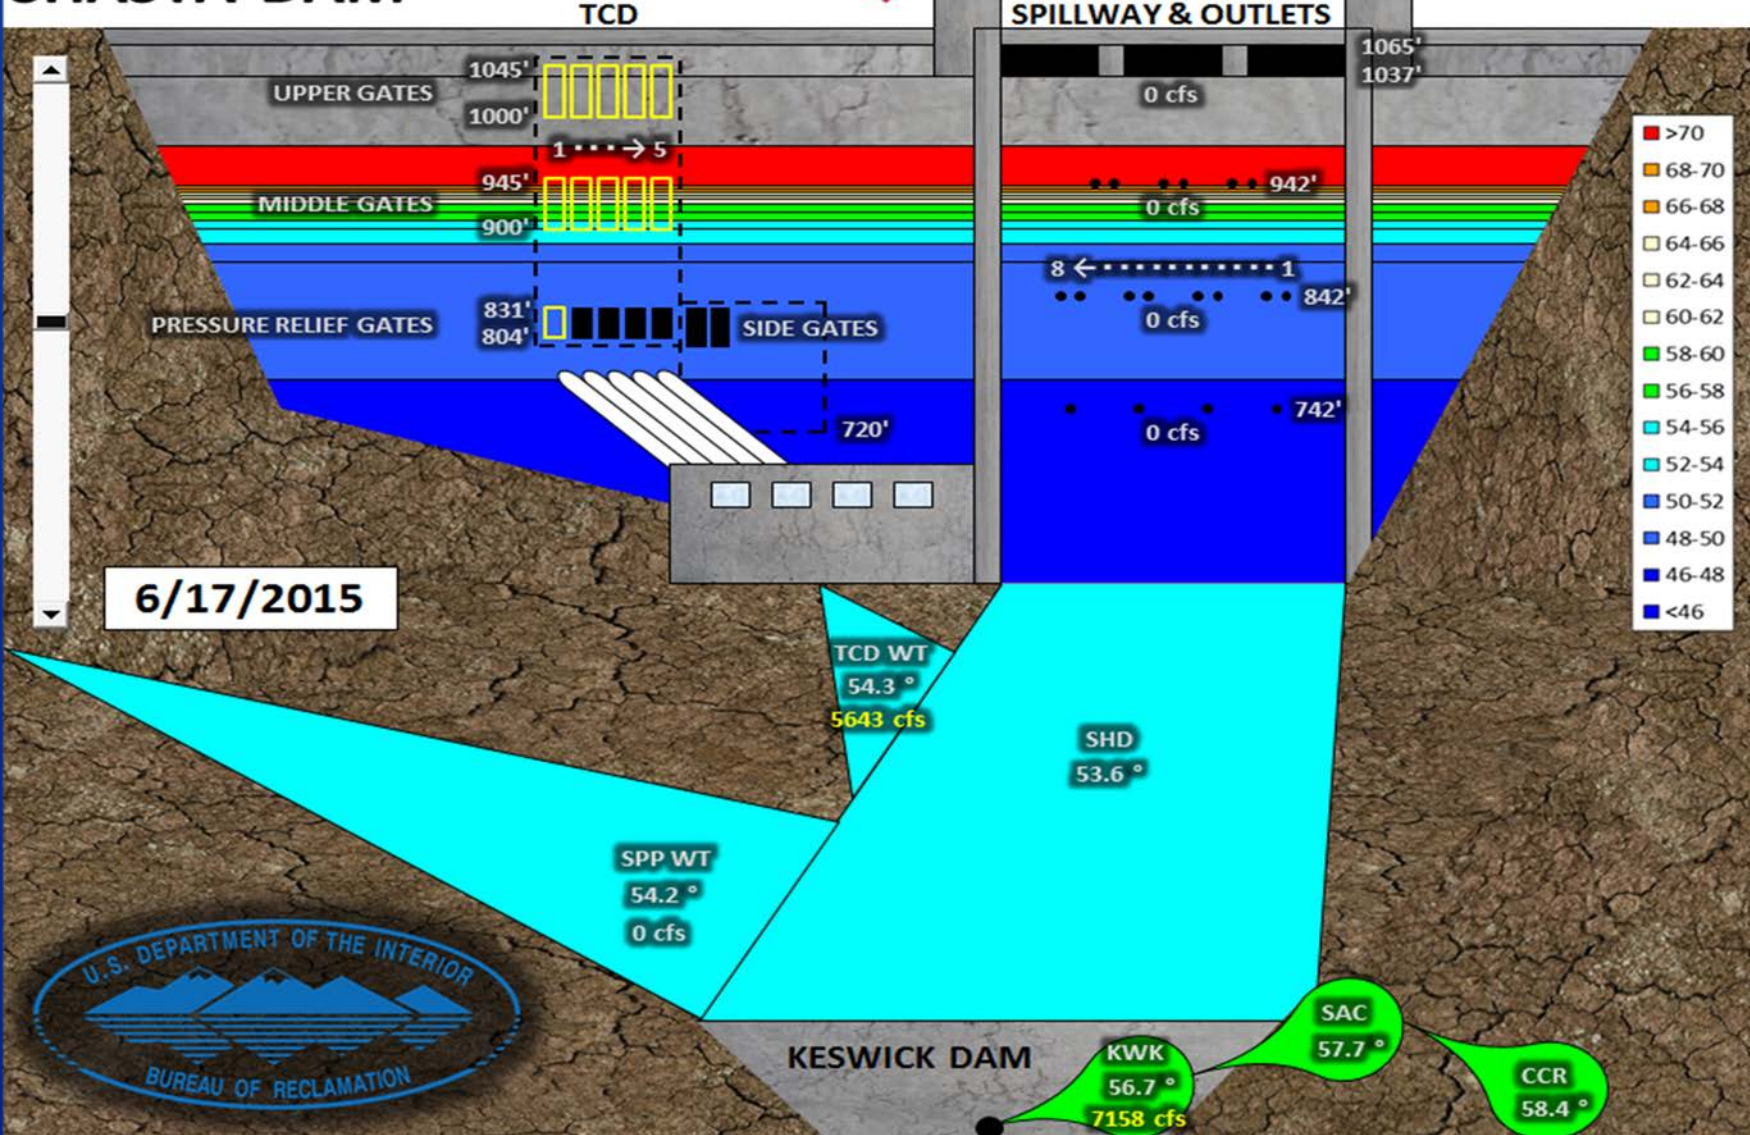 SHASTA DAM
TCD
SPILLWAY & OUTLETS
1045'
UPPER GATES
1000'
1065'
1037'
0 cfs
1 5
945'
MIDDLE GATES
900'
942'
0 cfs
8 1
831'
PRESSURE RELIEF GATES
804'
SIDE GATES
842'
0 cfs
720'
742'
0 cfs
>70
68-70
66-68
64-66
62-64
60-62
58-60
56-58
54-56
52-54
50-52
48-50
46-48
<46
6/17/2015
TCD WT
54.3 °
5643 cfs
SHD
53.6 °
SPP WT
54.2 °
0 cfs
U.S. DEPARTMENT OF THE INTERIOR
BUREAU OF RECLAMATION
KESWICK DAM
KWK
56.7 °
7158 cfs
SAC
57.7 °
CCR
58.4 °